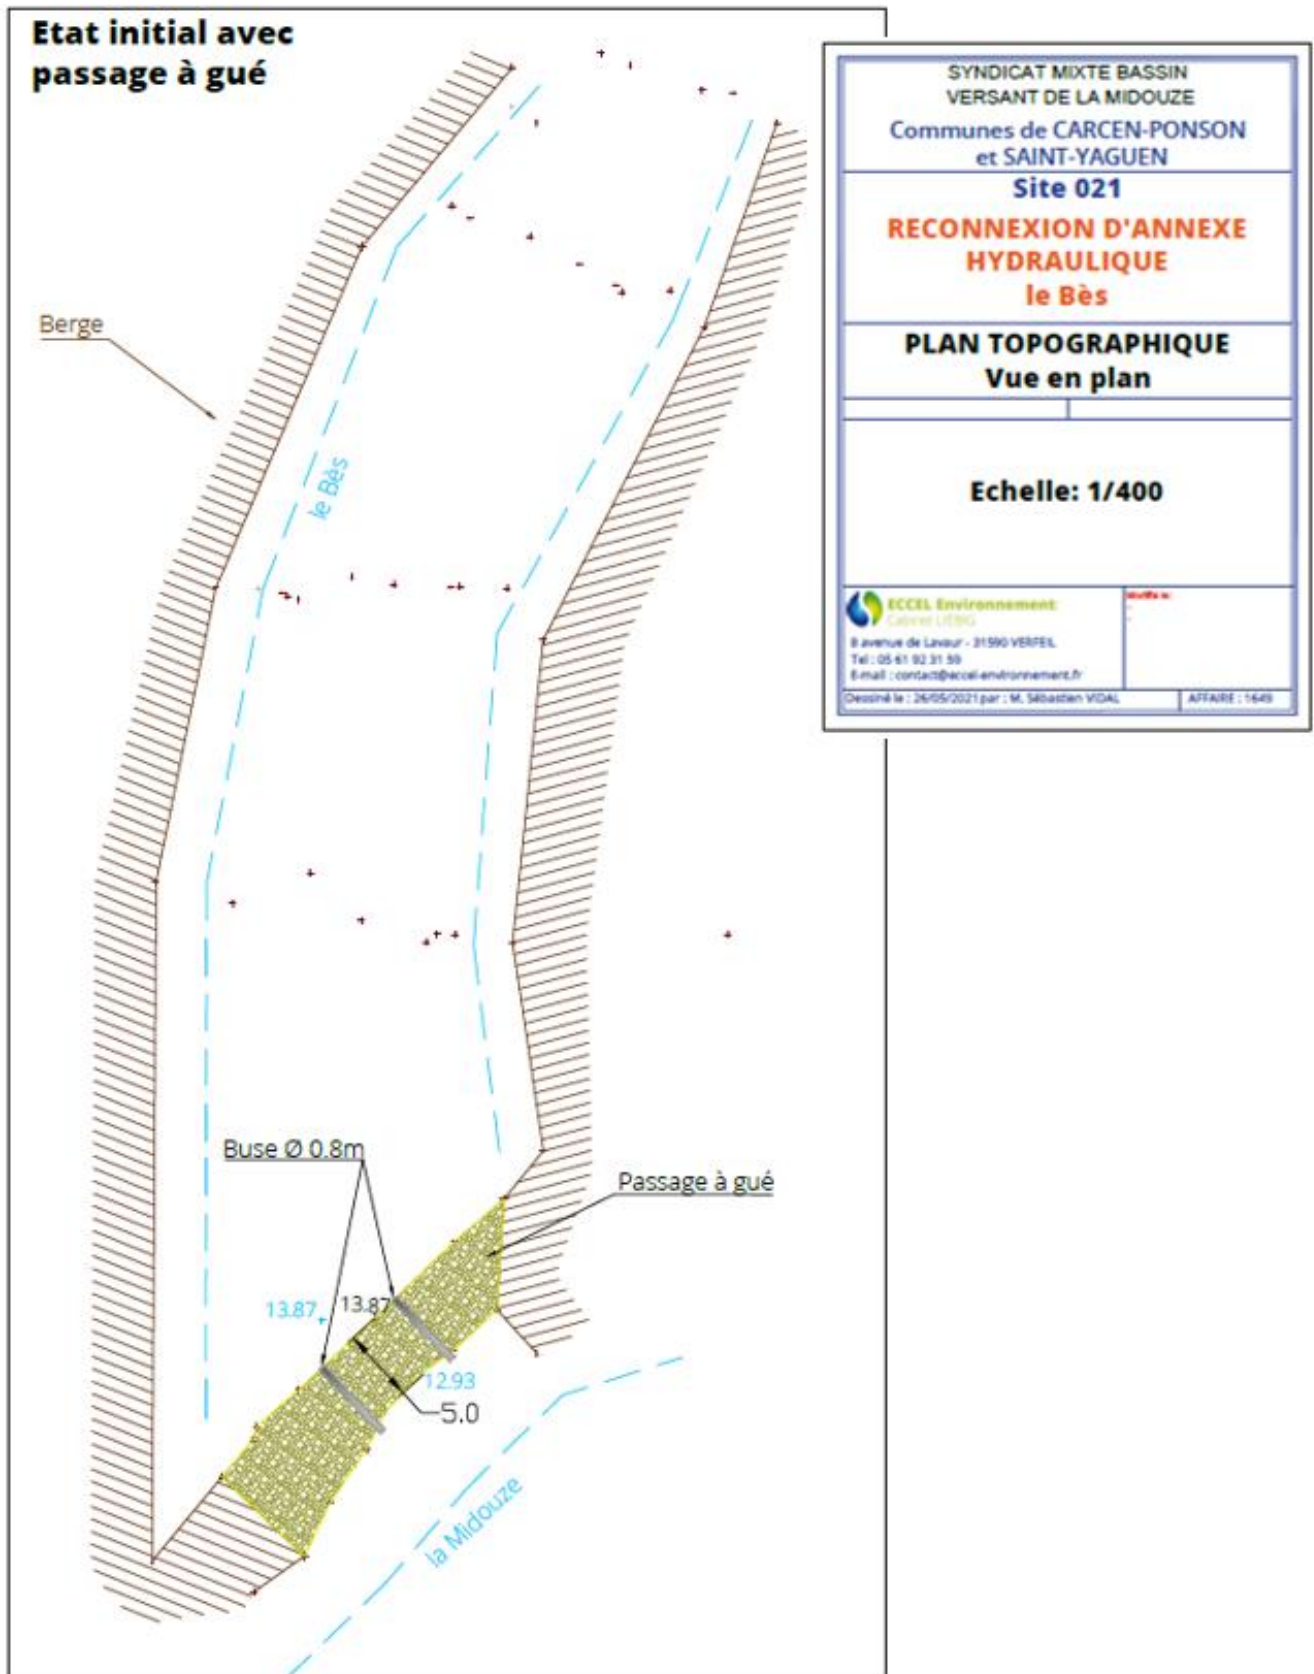 Etat initial avec
passage à gué
SYNDICAT MIXTE BASSIN
VERSANT DE LA MIDOUZE
Communes de CARCEN-PONSON
et SAINT-YAGUEN
Site 021
RECONNEXION D'ANNEXE
HYDRAULIQUE
le Bès
PLAN TOPOGRAPHIQUE
Vue en plan
Echelle: 1/400
ECCEL Environnement
Cabinet LIEBIG
8 avenue de Lavaur - 31590 VERFEIL
Tel : 05 61 92 31 59
E-mail : contact@eccel-environnement.fr
Dessiné le : 26/05/2021 par : M. Sébastien VIDAL
AFFAIRE : 1649
Berge
le Bès
Buse Ø 0.8m
Passage à gué
13.87
13.87
12.93
5.0
la Midouze